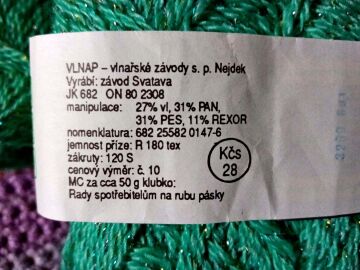 VLNAP – vlnařské závody s. p. Nejdek
Vyrábí: závod Svatava
JK 682 ON 80 2308
manipulace: 27% vl, 31% PAN,
31% PES, 11% REXOR
nomenklatura: 682 25582 0147-6
jemnost příze: R 180 tex
zákruty: 120 S
cenový výměr: č. 10
MC za cca 50 g klubko:
Rady spotřebitelům na rubu pásky
Kčs
28